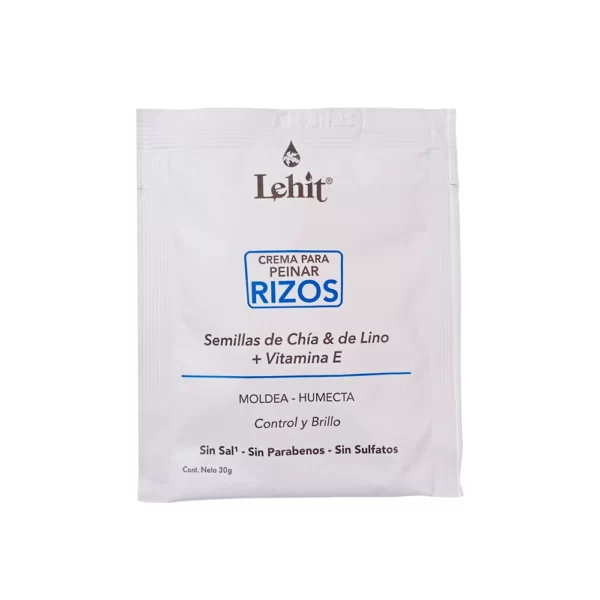 Lehit®
CREMA PARA
PEINAR
RIZOS
Semillas de Chía & de Lino
+ Vitamina E
MOLDEA - HUMECTA
Control y Brillo
Sin Sal¹ - Sin Parabenos - Sin Sulfatos
Cont. Neto 30g